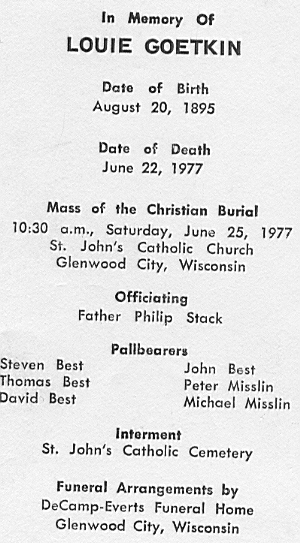 In Memory Of
LOUIE GOETKIN
Date of Birth
August 20, 1895
Date of Death
June 22, 1977
Mass of the Christian Burial
10:30 a.m., Saturday, June 25, 1977
St. John's Catholic Church
Glenwood City, Wisconsin
Officiating
Father Philip Stack
Pallbearers
Steven Best John Best
Thomas Best Peter Misslin
David Best Michael Misslin
Interment
St. John's Catholic Cemetery
Funeral Arrangements by
DeCamp-Everts Funeral Home
Glenwood City, Wisconsin